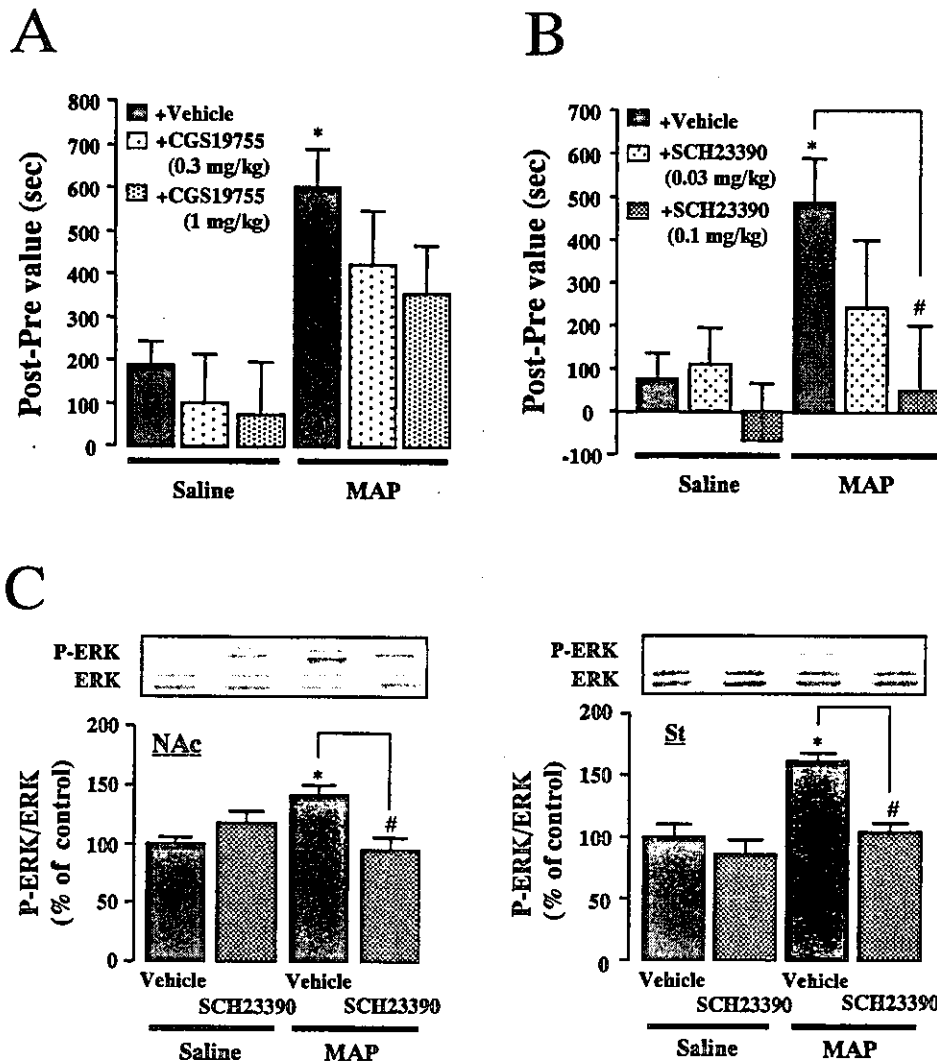 A
Post-Pre value (sec)
800
700
600
500
400
300
200
100
0
+Vehicle
+CGS19755
(0.3 mg/kg)
+CGS19755
(1 mg/kg)
*
Saline
MAP
B
Post-Pre value (sec)
700
600
500
400
300
200
100
0
-100
+Vehicle
+SCH23390
(0.03 mg/kg)
+SCH23390
(0.1 mg/kg)
*
#
Saline
MAP
C
P-ERK
ERK
P-ERK/ERK
(% of control)
200
150
100
50
0
NAc
*
#
Vehicle
SCH23390
Vehicle
SCH23390
Saline
MAP
P-ERK
ERK
P-ERK/ERK
(% of control)
200
150
100
50
0
St
*
#
Vehicle
SCH23390
Vehicle
SCH23390
Saline
MAP